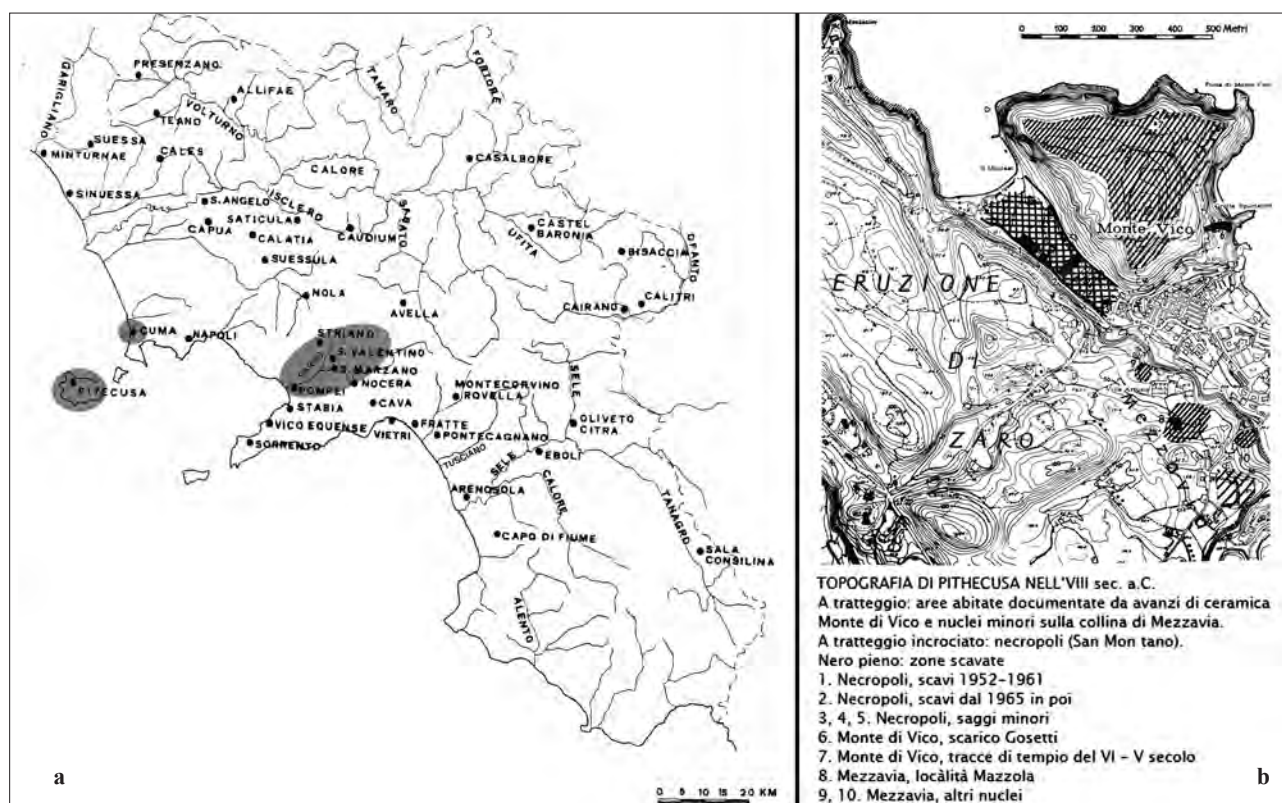 GARIGLIANO
PRESENZANO
ALLIFAE
VOLTURNO
TEANO
TAMARO
FORTORE
SUESSA
MINTURNAE
CALES
CASALBORE
CALORE
SINUESSA
S.ANGELO
ISCLERO
SATICULA
CAPUA
CALATIA
CAUDIUM
SABATO
UFITA
CASTEL
BARONIA
BISACCIA
OFANTO
SUESSULA
NOLA
AVELLA
CAIRANO
CALITRI
CUMA
NAPOLI
STRIANO
S. VALENTINO
S. MARZANO
PITECUSA
POMPEI
NOCERA
MONTECORVINO
ROVELLA
SELE
STABIA
CAVA
OLIVETO
CITRA
VICO EQUENSE
VIETRI
FRATTE
PONTECAGNANO
SORRENTO
TUSCIANO
EBOLI
SELE
ARENOSOLA
CALORE
TANAGRO
CAPO DI FIUME
SALA
CONSILINA
ALENTO
a
0 5 10 15 20 KM
0 100 200 300 400 500 Metri
Monte Vico
ERUZIONE
DI
ZARO
TOPOGRAFIA DI PITHECUSA NELL'VIII sec. a.C.
A tratteggio: aree abitate documentate da avanzi di ceramica
Monte di Vico e nuclei minori sulla collina di Mezzavia.
A tratteggio incrociato: necropoli (San Mon tano).
Nero pieno: zone scavate
1. Necropoli, scavi 1952-1961
2. Necropoli, scavi dal 1965 in poi
3, 4, 5. Necropoli, saggi minori
6. Monte di Vico, scarico Gosetti
7. Monte di Vico, tracce di tempio del VI - V secolo
8. Mezzavia, locàlità Mazzola
9, 10. Mezzavia, altri nuclei
b